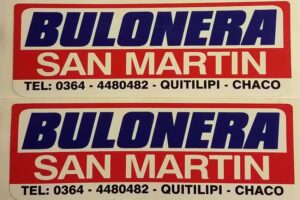 BULONERA
SAN MARTIN
TEL: 0364 - 4480482 - QUITILIPI - CHACO
BULONERA
SAN MARTIN
TEL: 0364 - 4480482 - QUITILIPI - CHACO